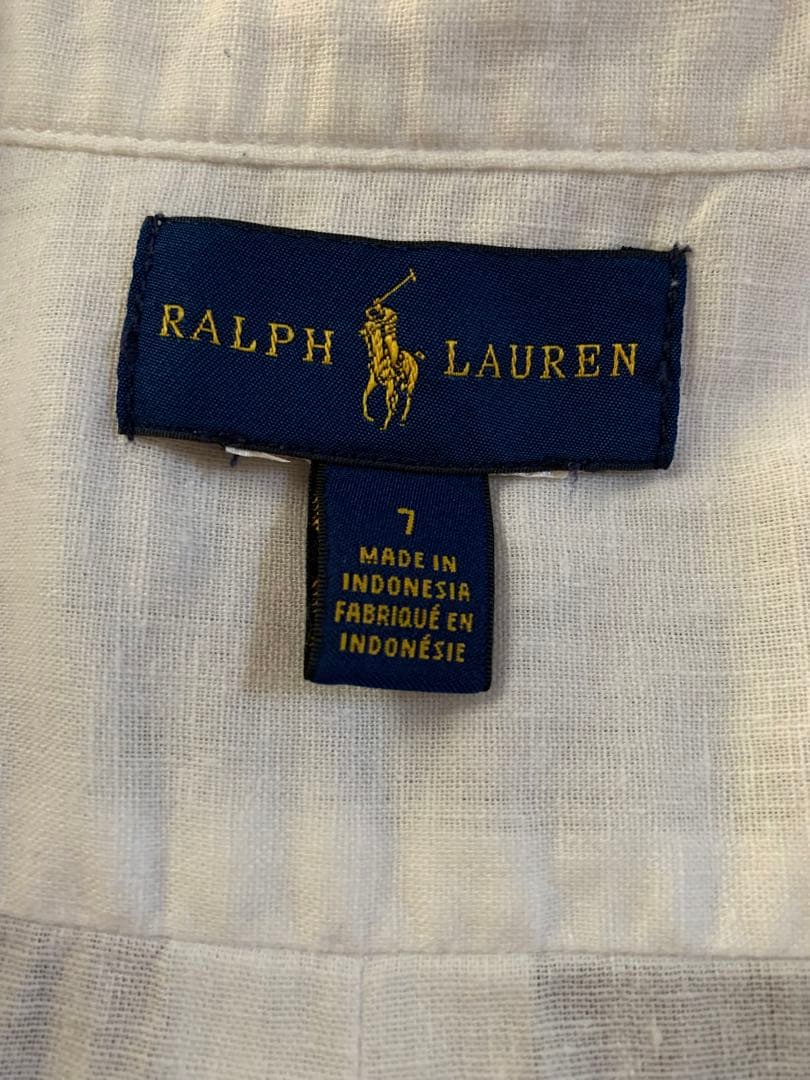 RALPH LAUREN
7
MADE IN
INDONESIA
FABRIQUÉ EN
INDONÉSIE